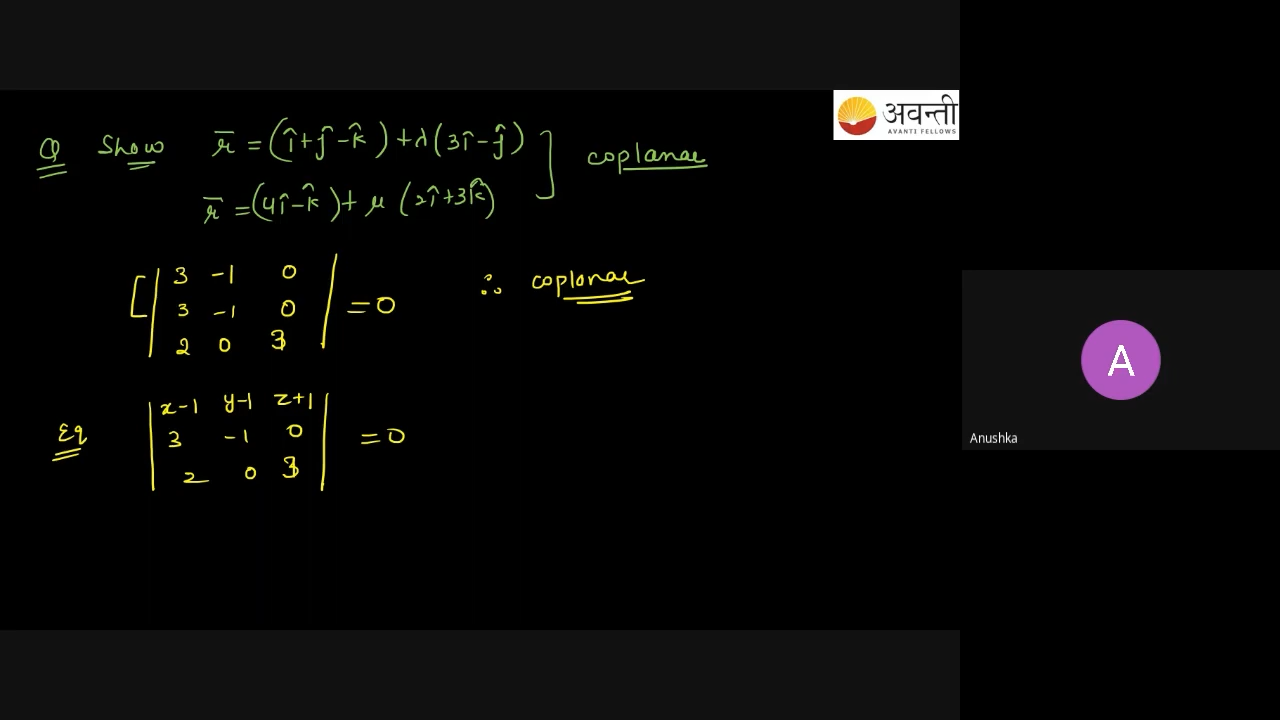 अवन्ती
AVANTI FELLOWS
Q Show r̄ = (î+ĵ-k̂) + λ(3î-ĵ) ] coplanar
r̄ = (4î-k̂) + μ (2î+3k̂)
[ | 3 -1 0 |
| 3 -1 0 | = 0 ∴ coplanar
| 2 0 3 |
| x-1 y-1 z+1 |
Eq | 3 -1 0 | = 0
| 2 0 3 |
A
Anushka